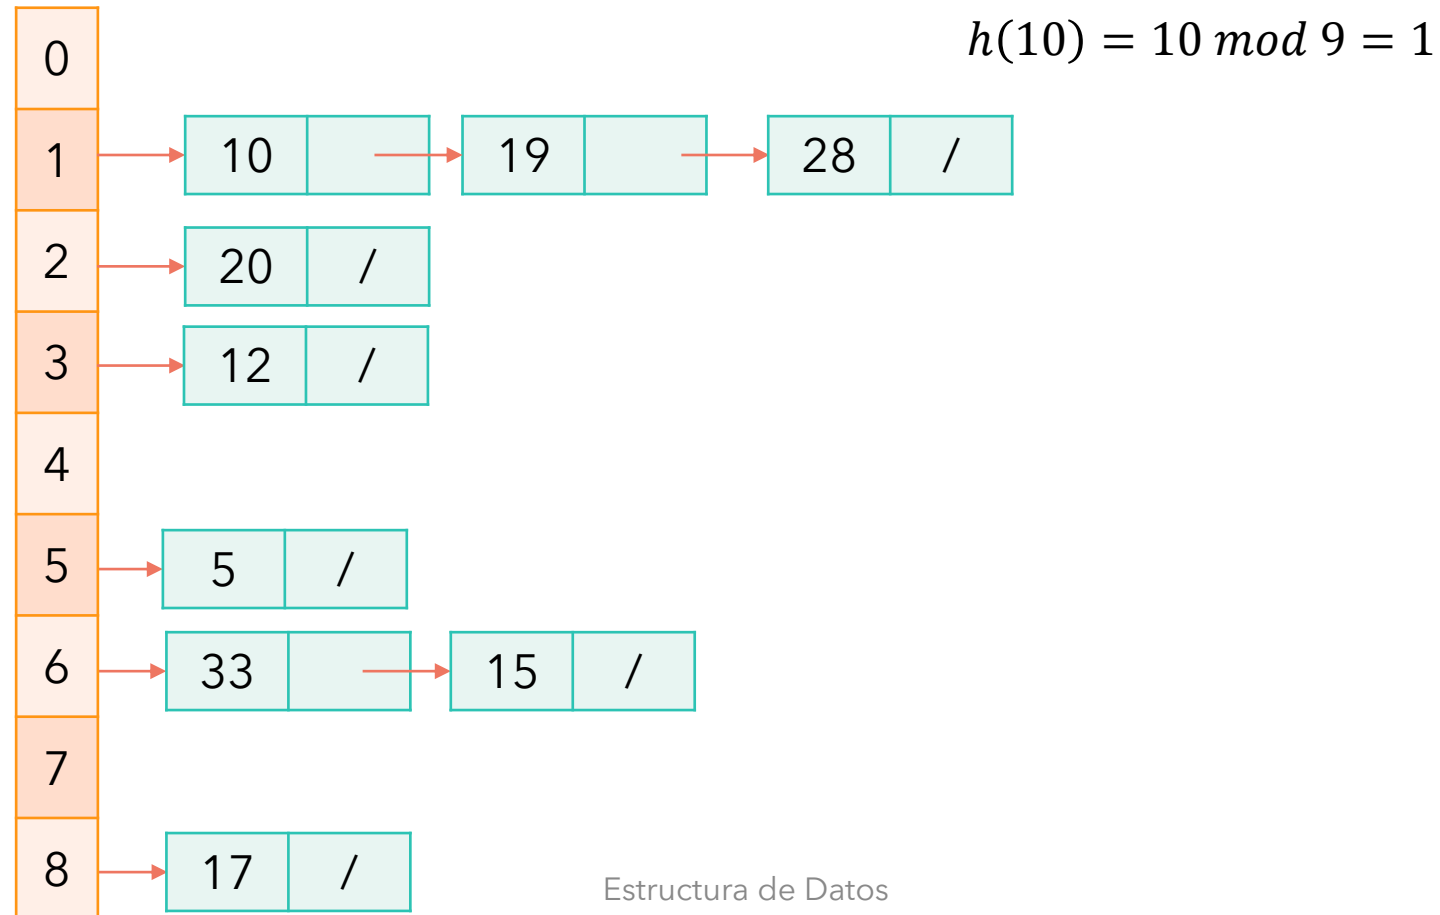 h(10) = 10 mod 9 = 1
0
1 10 19 28 /
2 20 /
3 12 /
4
5 5 /
6 33 15 /
7
8 17 /
Estructura de Datos